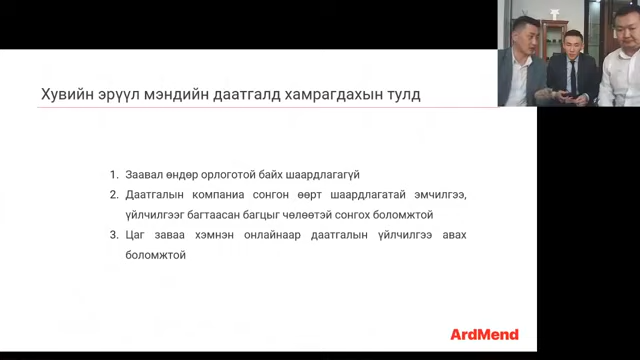 Хувийн эрүүл мэндийн даатгалд хамрагдахын тулд
1. Заавал өндөр орлоготой байх шаардлагагүй
2. Даатгалын компаниа сонгон өөрт шаардлагатай эмчилгээ,
үйлчилгээг багтаасан багцыг чөлөөтэй сонгох боломжтой
3. Цаг заваа хэмнэн онлайнаар даатгалын үйлчилгээ авах
боломжтой
ArdMend